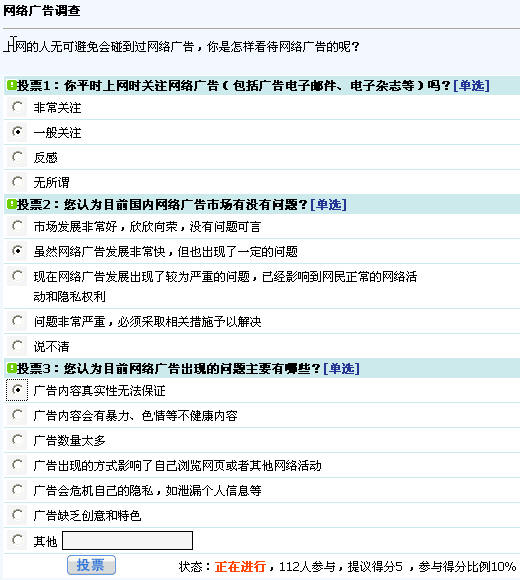 网络广告调查
上网的人无可避免会碰到过网络广告，你是怎样看待网络广告的呢？
投票1：你平时上网时关注网络广告（包括广告电子邮件、电子杂志等）吗？[单选]
非常关注
一般关注
反感
无所谓
投票2：您认为目前国内网络广告市场有没有问题？[单选]
市场发展非常好，欣欣向荣，没有问题可言
虽然网络广告发展非常快，但也出现了一定的问题
现在网络广告发展出现了较为严重的问题，已经影响到网民正常的网络活
动和隐私权利
问题非常严重，必须采取相关措施予以解决
说不清
投票3：您认为目前网络广告出现的问题主要有哪些？[单选]
广告内容真实性无法保证
广告内容会有暴力、色情等不健康内容
广告数量太多
广告出现的方式影响了自己浏览网页或者其他网络活动
广告会危机自己的隐私，如泄漏个人信息等
广告缺乏创意和特色
其他
投票 状态：正在进行，112人参与，提议得分5 ，参与得分比例10%